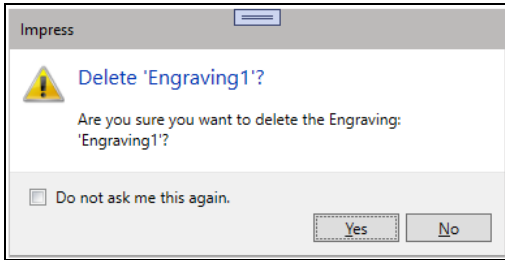 Impress
Delete 'Engraving1'?
Are you sure you want to delete the Engraving:
'Engraving1'?
Do not ask me this again.
Yes
No